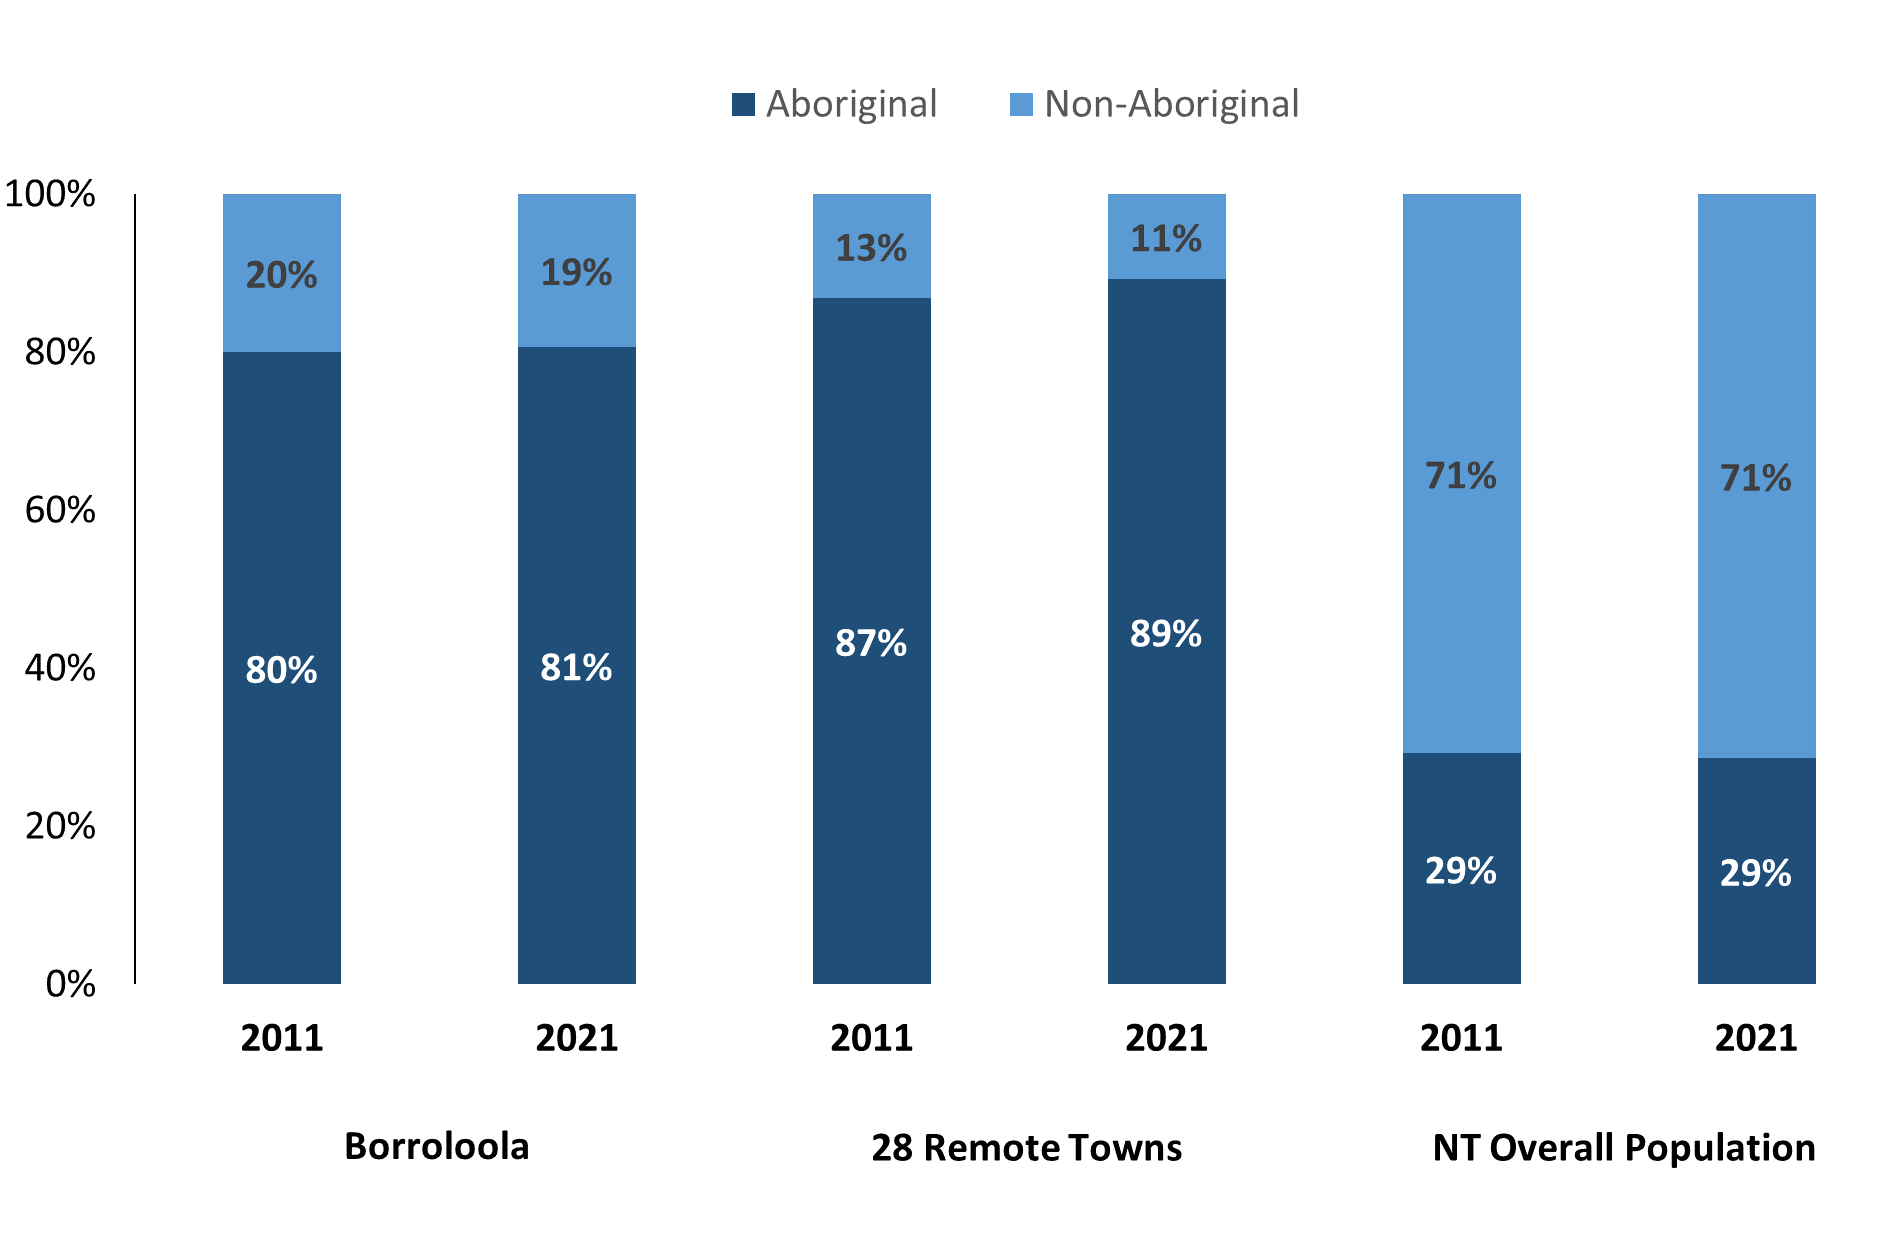 Aboriginal Non-Aboriginal
100%
80%
60%
40%
20%
0%
20% 19% 13% 11% 71% 71%
80% 81% 87% 89% 29% 29%
2011 2021 2011 2021 2011 2021
Borroloola 28 Remote Towns NT Overall Population